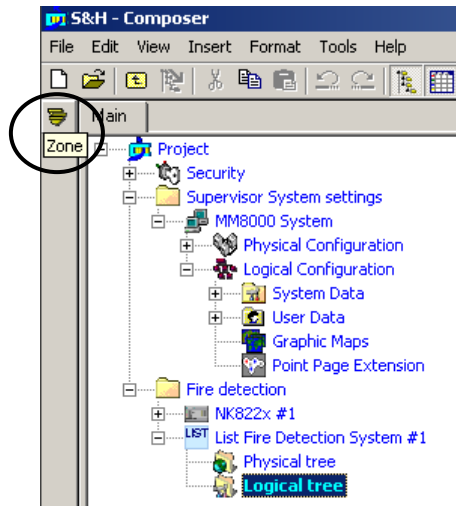 S&H - Composer
File Edit View Insert Format Tools Help
Main
Zone
Project
Security
Supervisor System settings
MM8000 System
Physical Configuration
Logical Configuration
System Data
User Data
Graphic Maps
Point Page Extension
Fire detection
NK822x #1
LIST List Fire Detection System #1
Physical tree
Logical tree